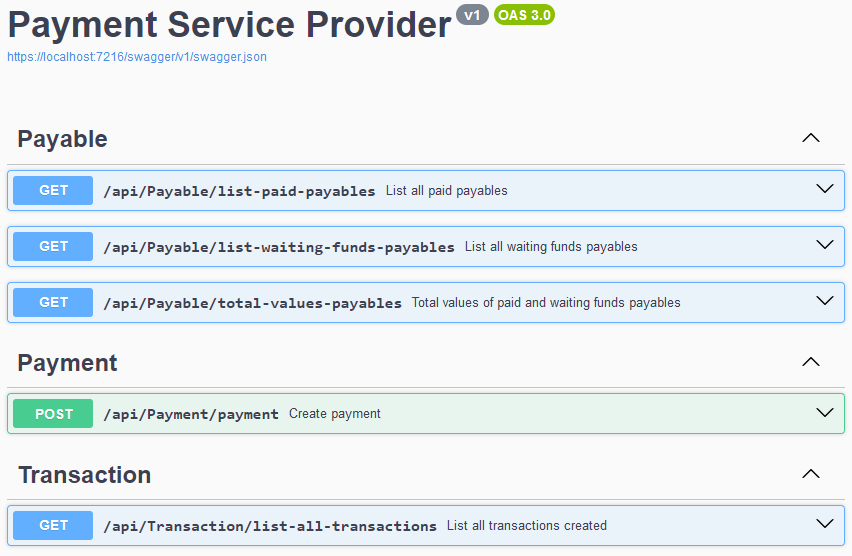 Payment Service Provider v1 OAS 3.0
https://localhost:7216/swagger/v1/swagger.json
Payable
GET /api/Payable/list-paid-payables List all paid payables
GET /api/Payable/list-waiting-funds-payables List all waiting funds payables
GET /api/Payable/total-values-payables Total values of paid and waiting funds payables
Payment
POST /api/Payment/payment Create payment
Transaction
GET /api/Transaction/list-all-transactions List all transactions created